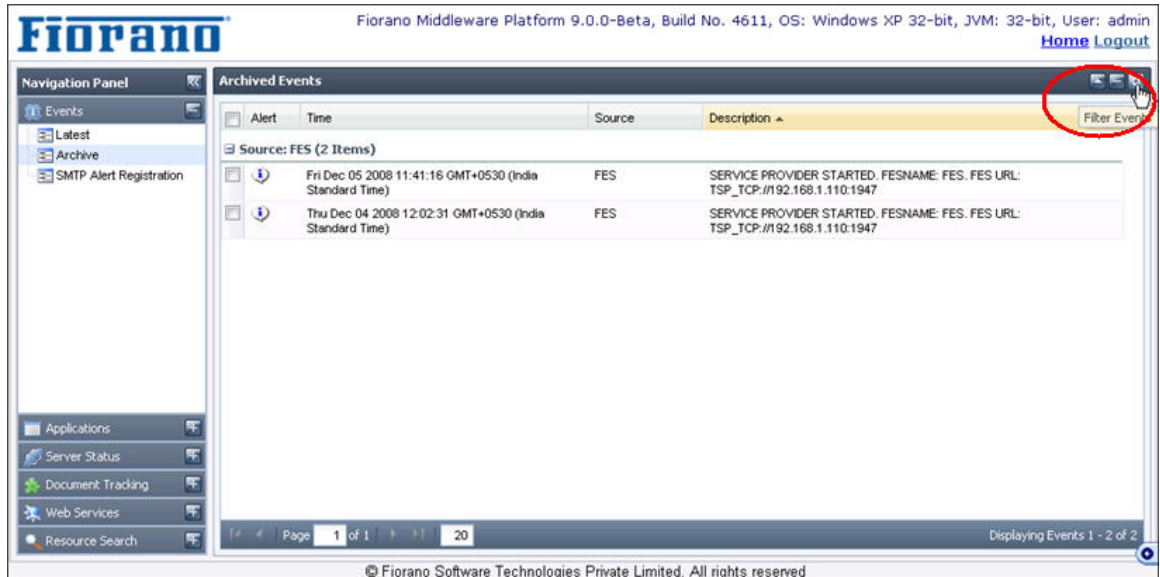 Fiorano
Fiorano Middleware Platform 9.0.0-Beta, Build No. 4611, OS: Windows XP 32-bit, JVM: 32-bit, User: admin
Home Logout
Navigation Panel
Events
Latest
Archive
SMTP Alert Registration
Applications
Server Status
Document Tracking
Web Services
Resource Search
Archived Events
Alert Time Source Description
Filter Events
Source: FES (2 Items)
Fri Dec 05 2008 11:41:16 GMT+0530 (India
Standard Time)
FES
SERVICE PROVIDER STARTED. FESNAME: FES. FES URL:
TSP_TCP://192.168.1.110:1947
Thu Dec 04 2008 12:02:31 GMT+0530 (India
Standard Time)
FES
SERVICE PROVIDER STARTED. FESNAME: FES. FES URL:
TSP_TCP://192.168.1.110:1947
Page 1 of 1 20
Displaying Events 1 - 2 of 2
© Fiorano Software Technologies Private Limited. All rights reserved